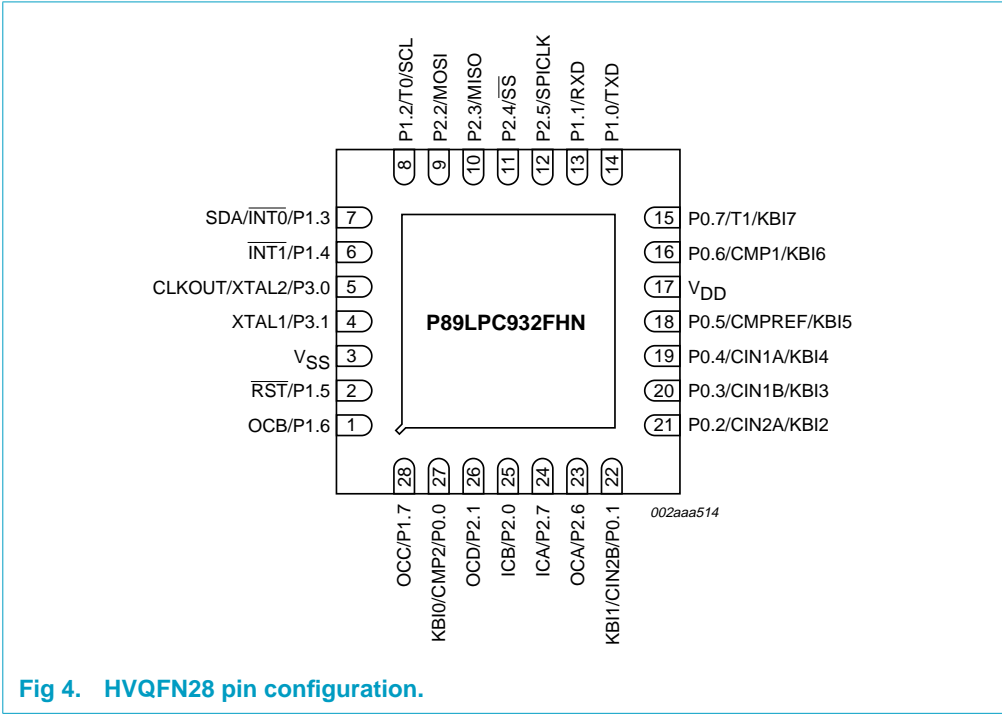 P1.2/T0/SCL
P2.2/MOSI
P2.3/MISO
P2.4/S̅S̅
P2.5/SPICLK
P1.1/RXD
P1.0/TXD
8
9
10
11
12
13
14
SDA/I̅N̅T̅0̅/P1.3 7
I̅N̅T̅1̅/P1.4 6
CLKOUT/XTAL2/P3.0 5
XTAL1/P3.1 4
VSS 3
R̅S̅T̅/P1.5 2
OCB/P1.6 1
P89LPC932FHN
15 P0.7/T1/KBI7
16 P0.6/CMP1/KBI6
17 VDD
18 P0.5/CMPREF/KBI5
19 P0.4/CIN1A/KBI4
20 P0.3/CIN1B/KBI3
21 P0.2/CIN2A/KBI2
28
27
26
25
24
23
22
OCC/P1.7
KBI0/CMP2/P0.0
OCD/P2.1
ICB/P2.0
ICA/P2.7
OCA/P2.6
KBI1/CIN2B/P0.1
002aaa514
Fig 4. HVQFN28 pin configuration.